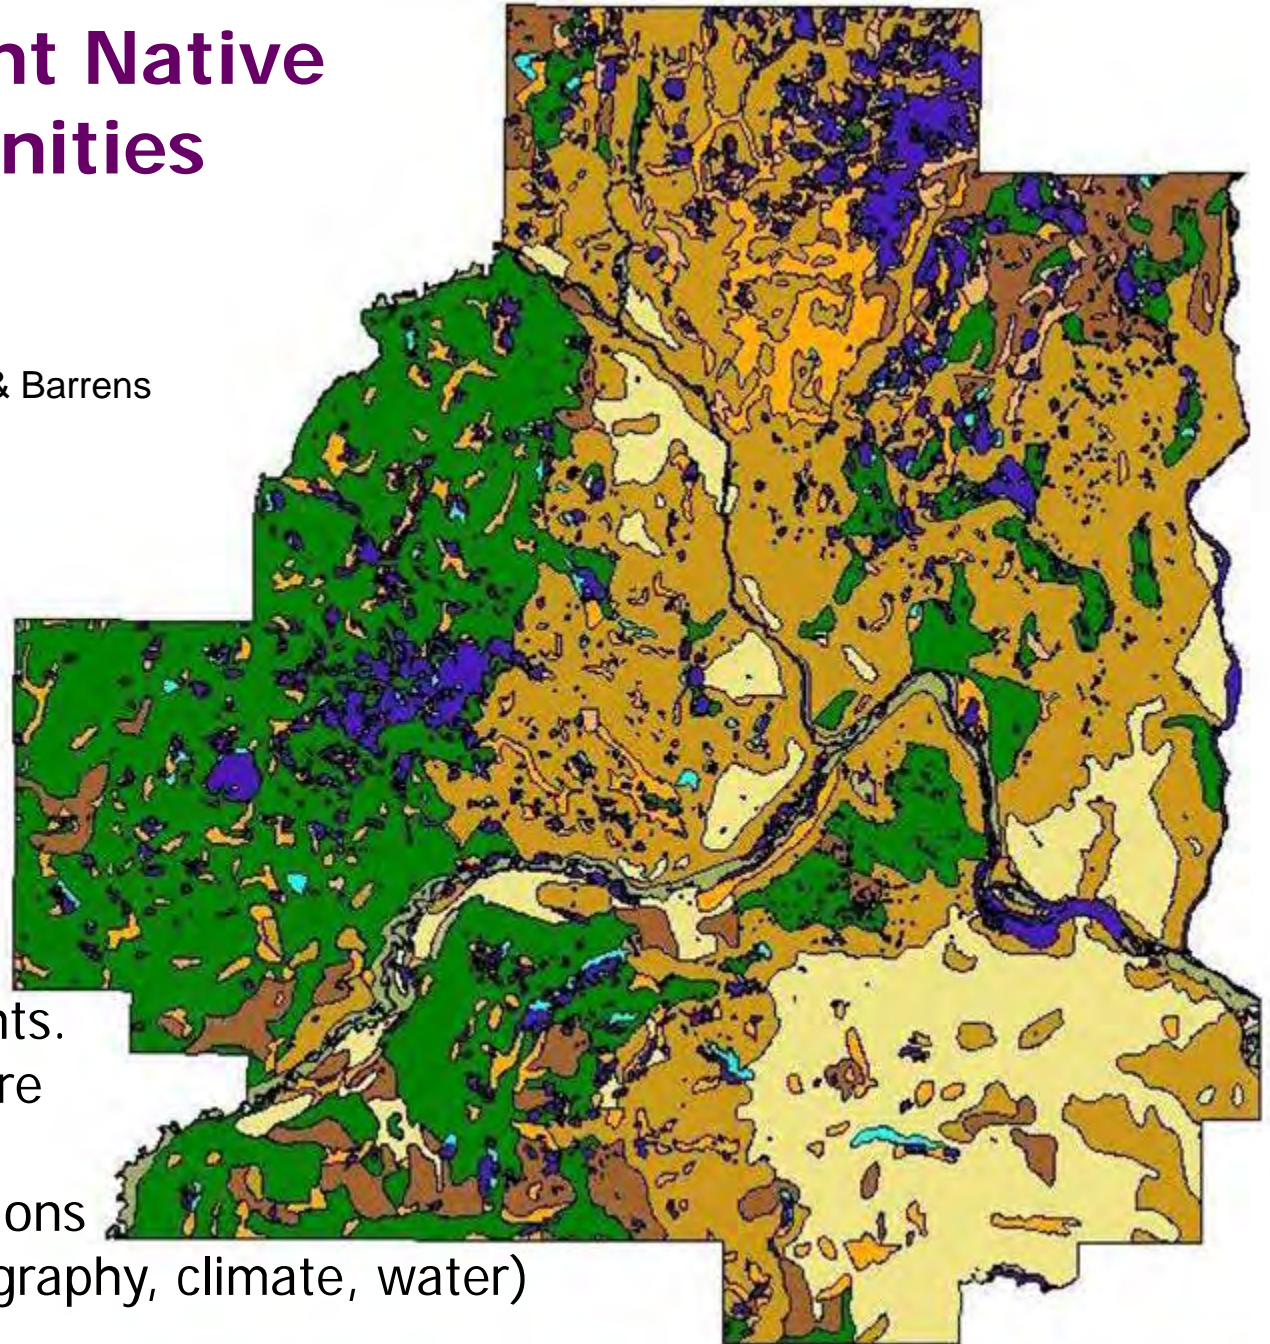 nt Native
nities
& Barrens
nts.
re
ons
graphy, climate, water)